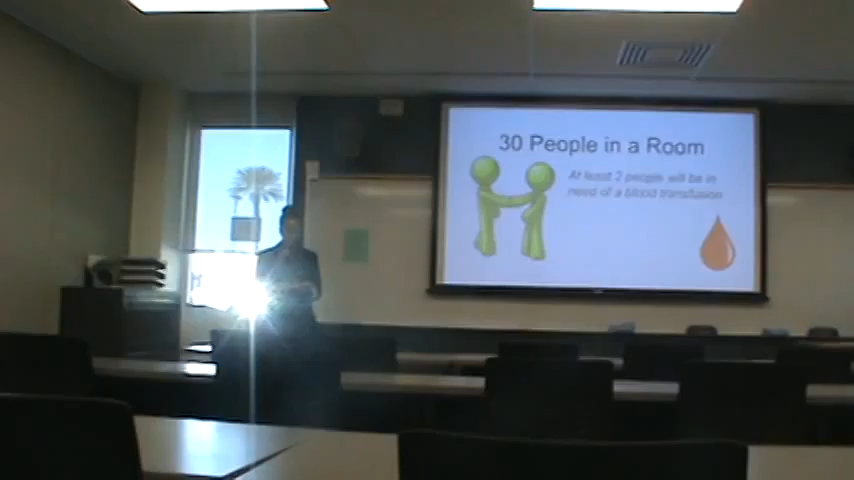 30 People in a Room
At least 2 people will be in
need of a blood transfusion